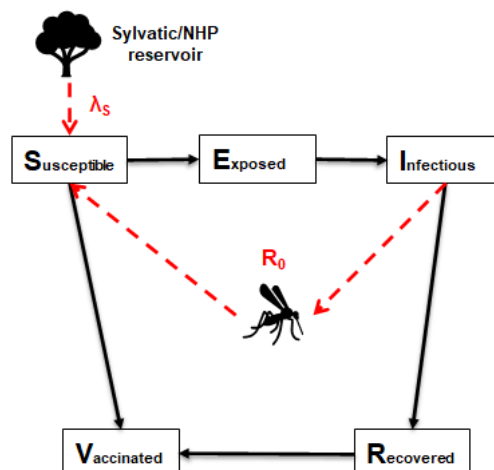 Sylvatic/NHP
reservoir
λS
Susceptible
Exposed
Infectious
R0
Vaccinated
Recovered